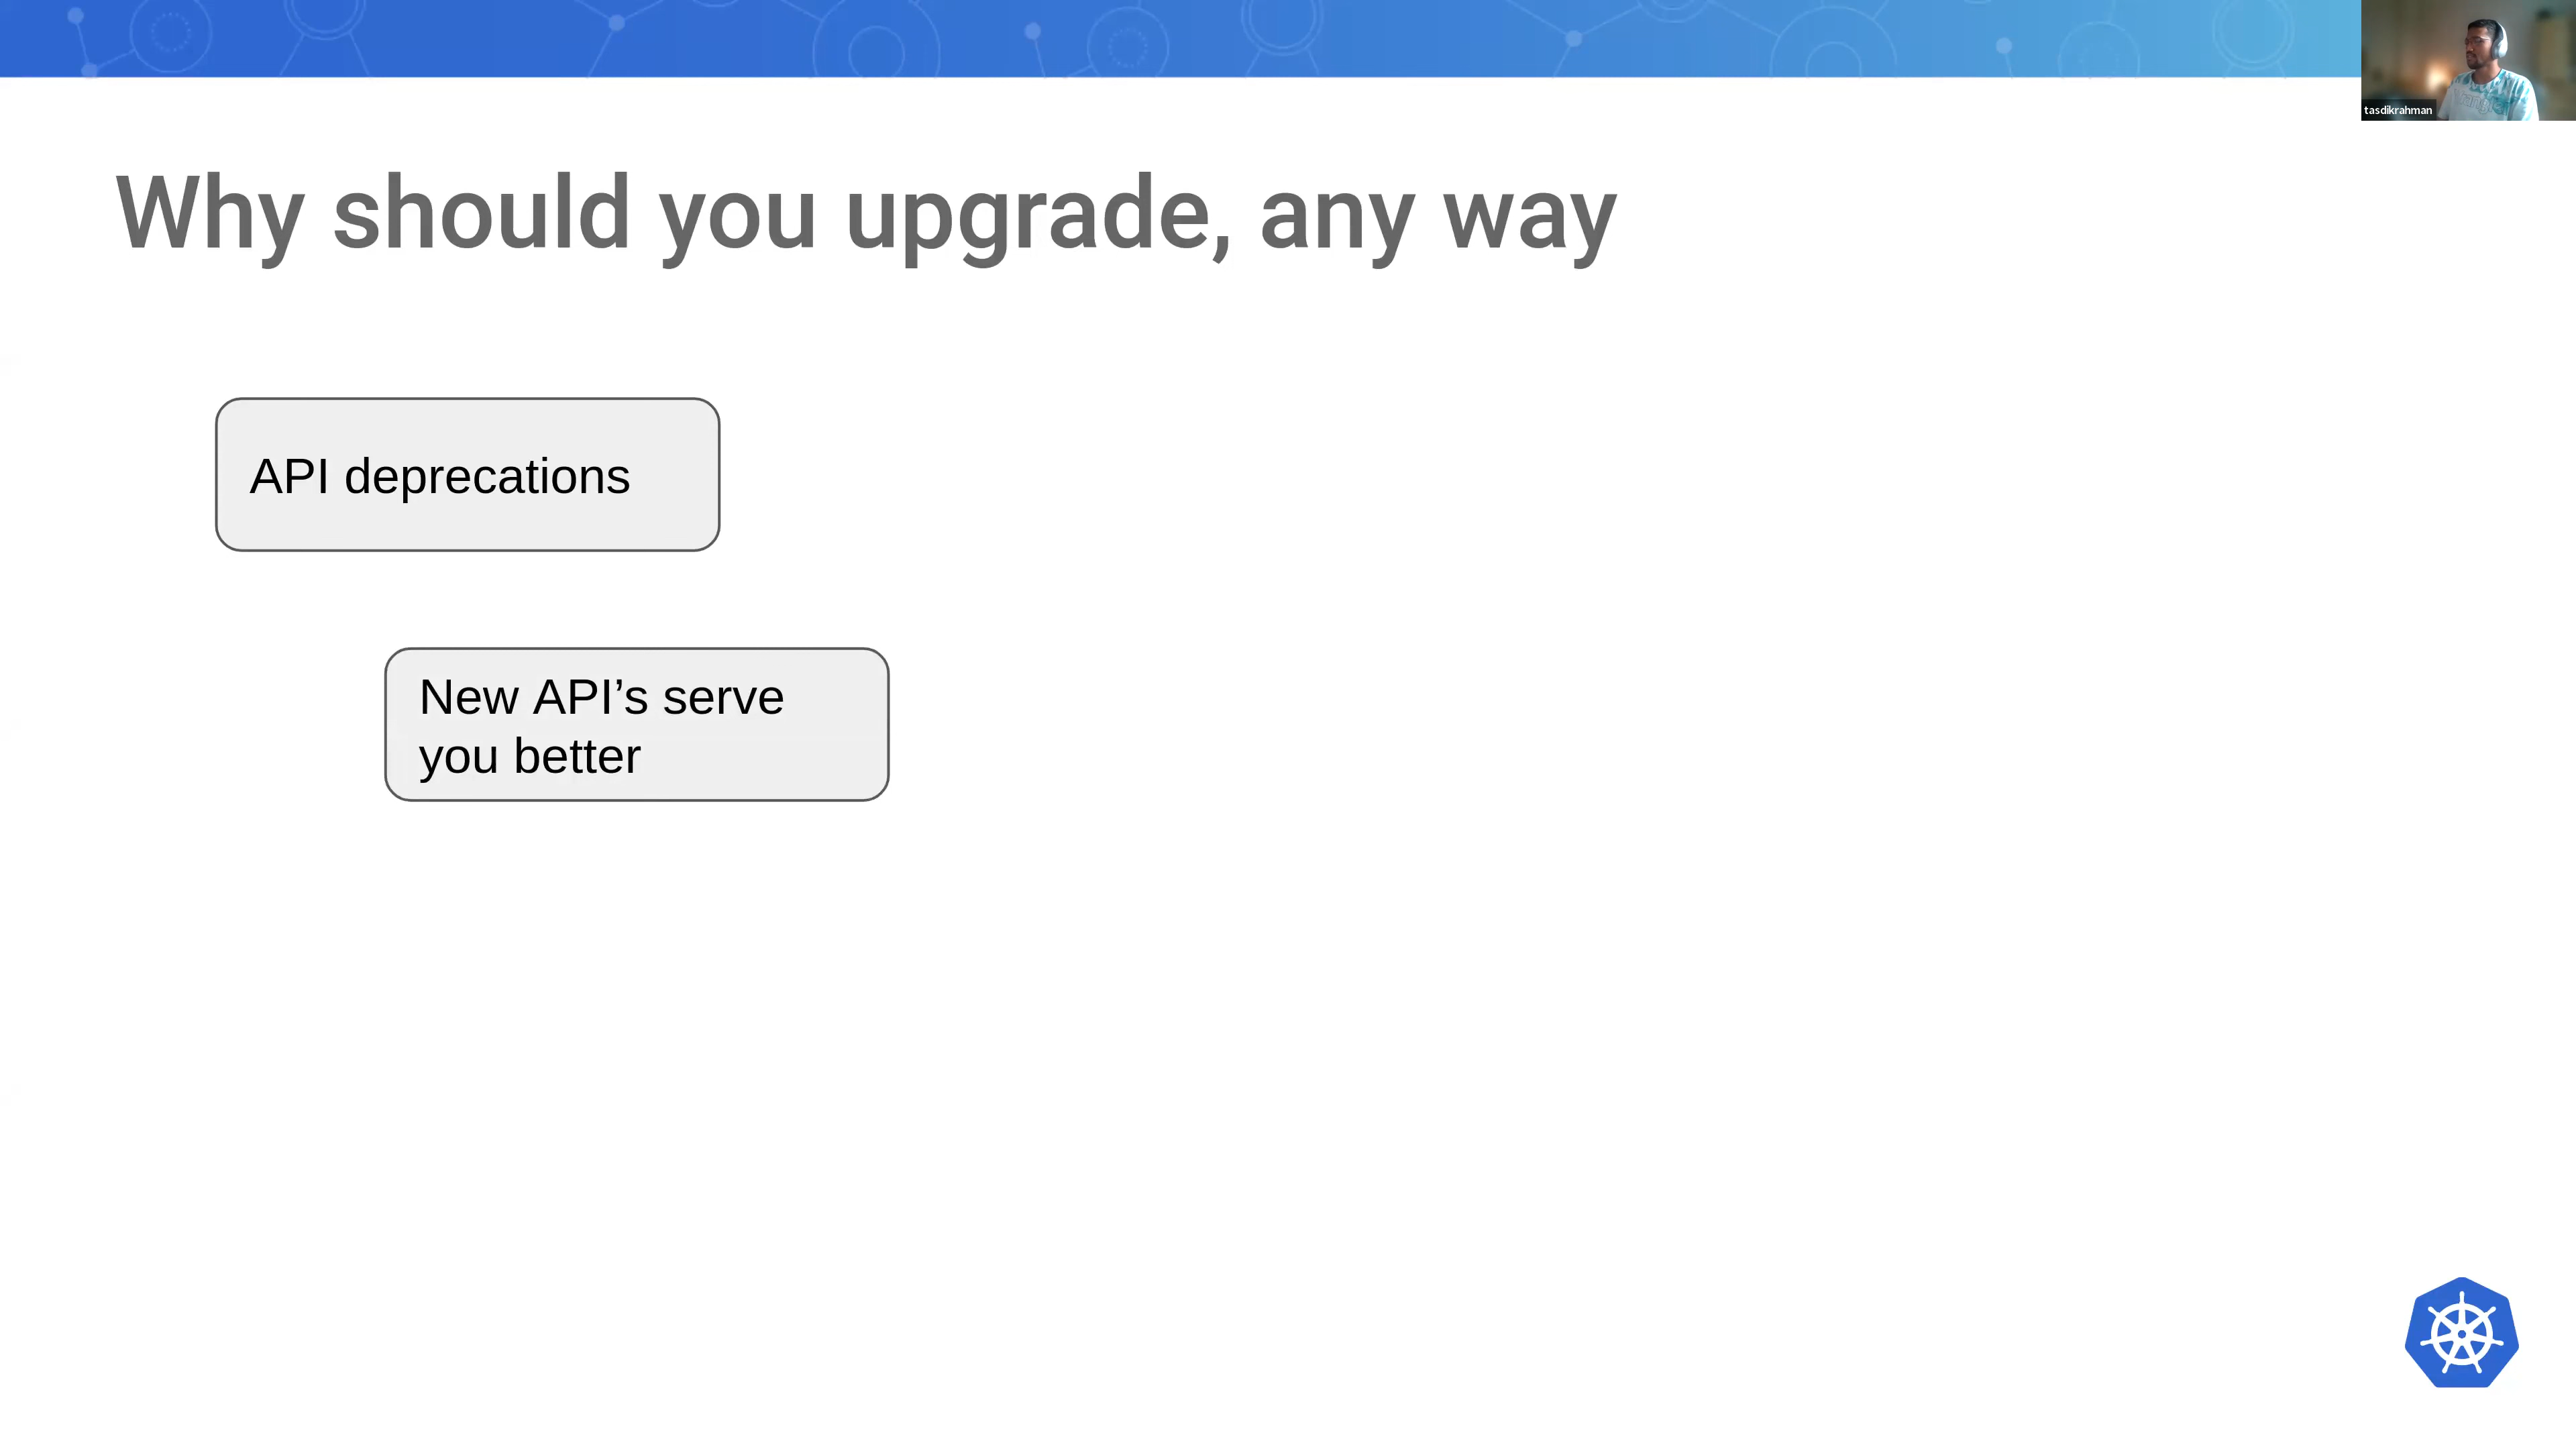 tasdikrahman
Why should you upgrade, any way
API deprecations
New API’s serve
you better